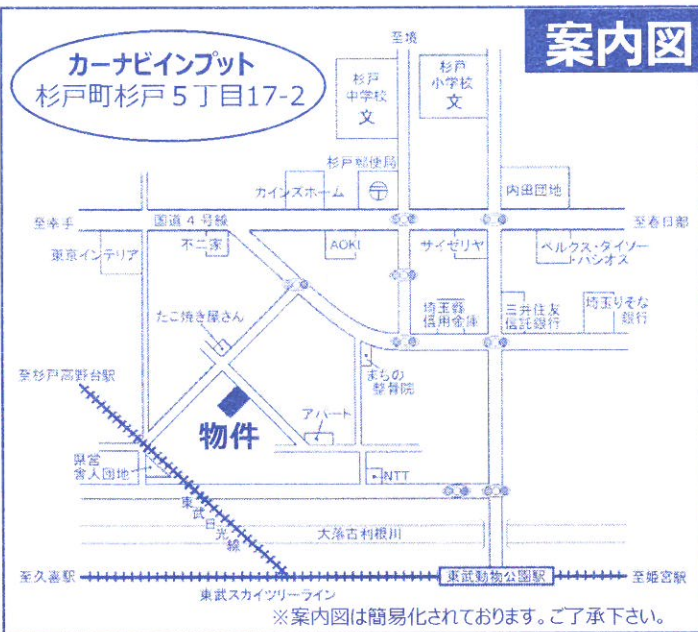 案内図
カーナビインプット
杉戸町杉戸5丁目17-2
至境
杉戸
中学校
文
杉戸
小学校
文
杉戸郵便局
カインズホーム
内田団地
至幸手
国道4号線
至春日部
東京インテリア
不二家
AOKI
サイゼリヤ
ベルクス・ダイソー
トバシオス
たこ焼き屋さん
埼玉縣
信用金庫
三井住友
信託銀行
埼玉りそな
銀行
至杉戸高野台駅
まちの
整骨院
物件
アパート
県営
舎人団地
NTT
東武日光線
大落古利根川
至久喜駅
東武動物公園駅
至姫宮駅
東武スカイツリーライン
※案内図は簡易化されております。ご了承下さい。